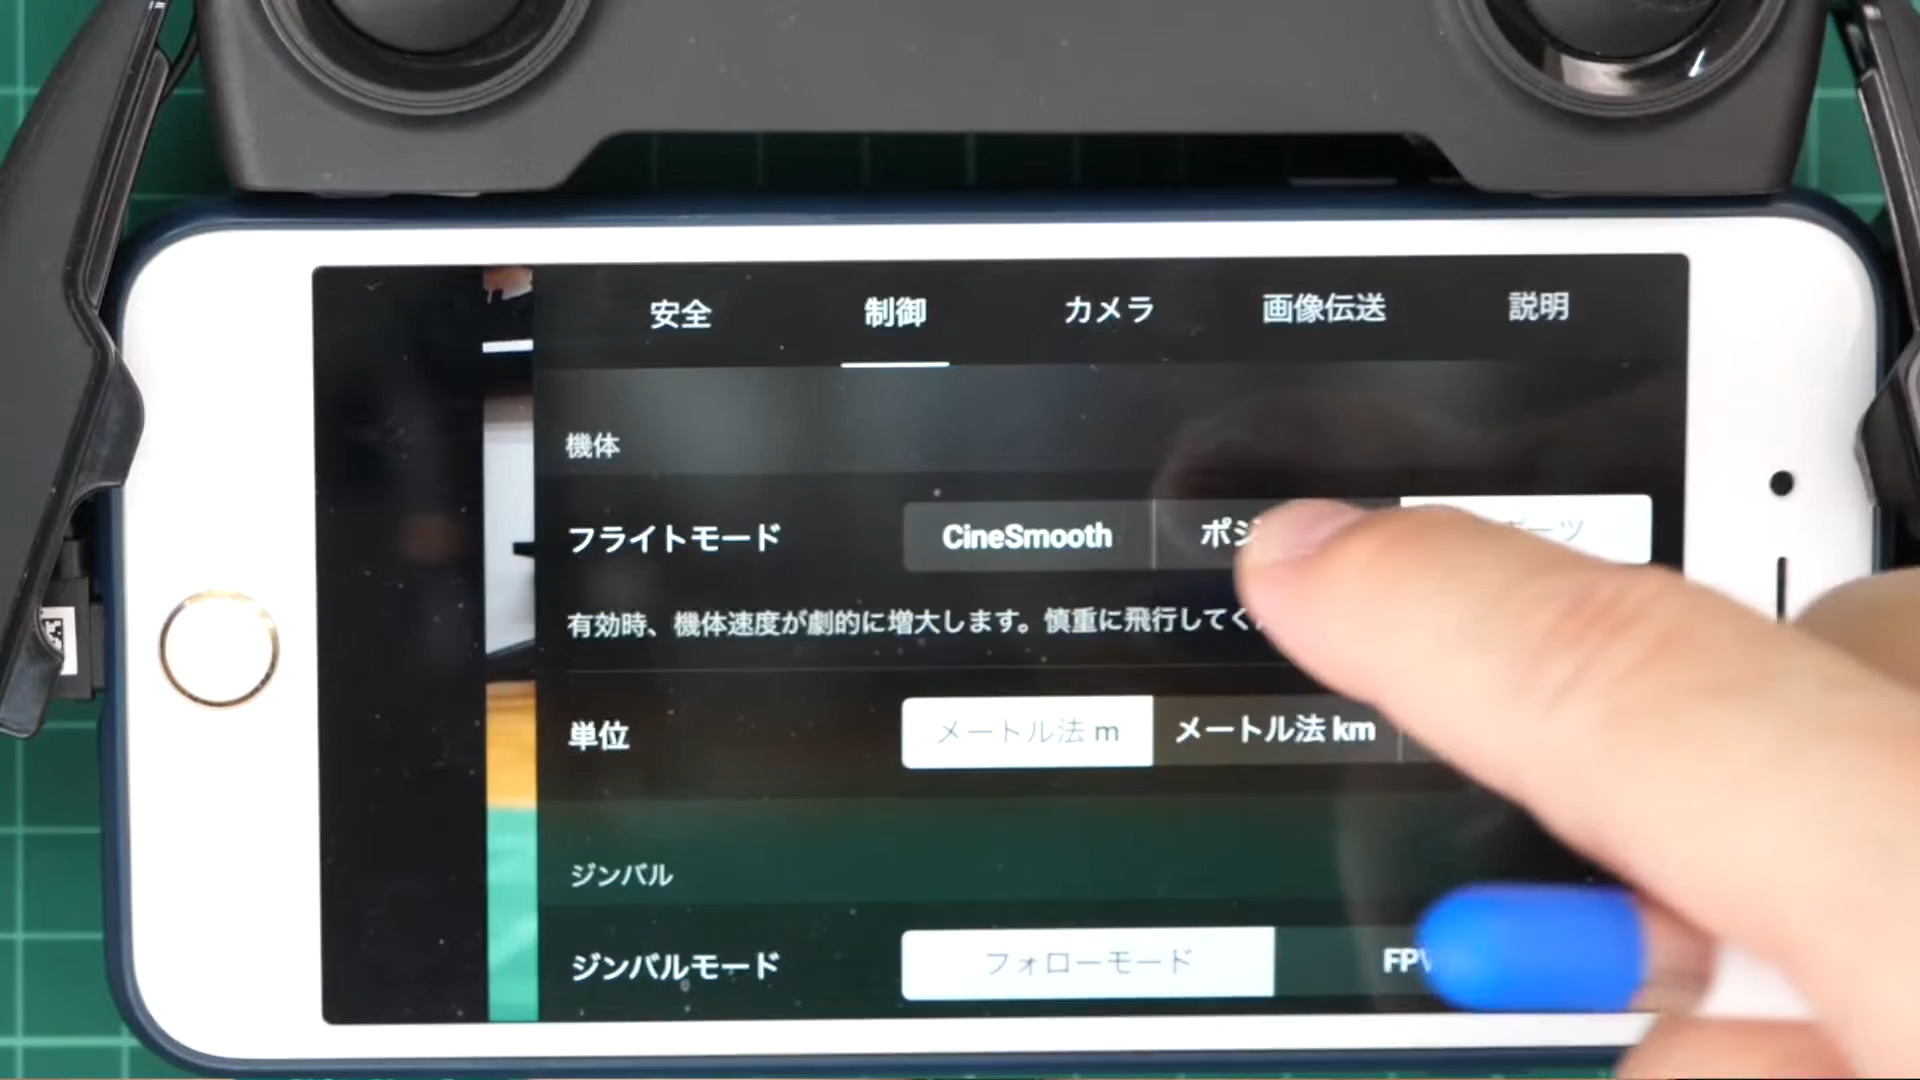 安全 制御 カメラ 画像伝送 説明
機体
フライトモード CineSmooth ポジ ーツ
有効時、機体速度が劇的に増大します。慎重に飛行してく
単位 メートル法 m メートル法 km
ジンバル
ジンバルモード フォローモード FPV